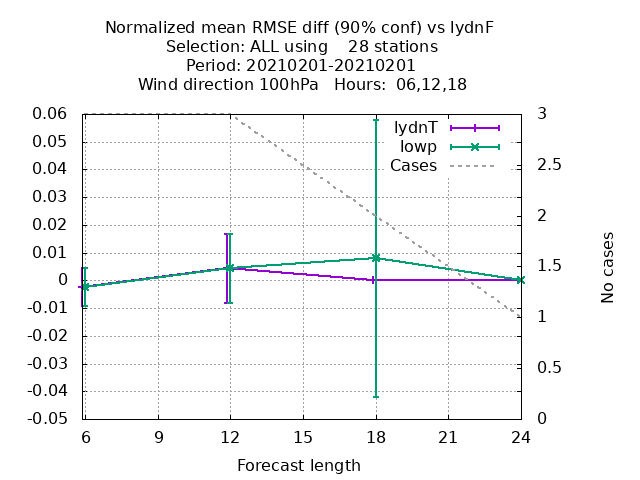 Normalized mean RMSE diff (90% conf) vs lydnF
Selection: ALL using    28 stations
Period: 20210201-20210201
Wind direction 100hPa   Hours:  06,12,18
0.06
0.05
0.04
0.03
0.02
0.01
0
-0.01
-0.02
-0.03
-0.04
-0.05
lydnT
lowp
Cases
3
2.5
2
1.5
1
0.5
0
No cases
6 9 12 15 18 21 24
Forecast length